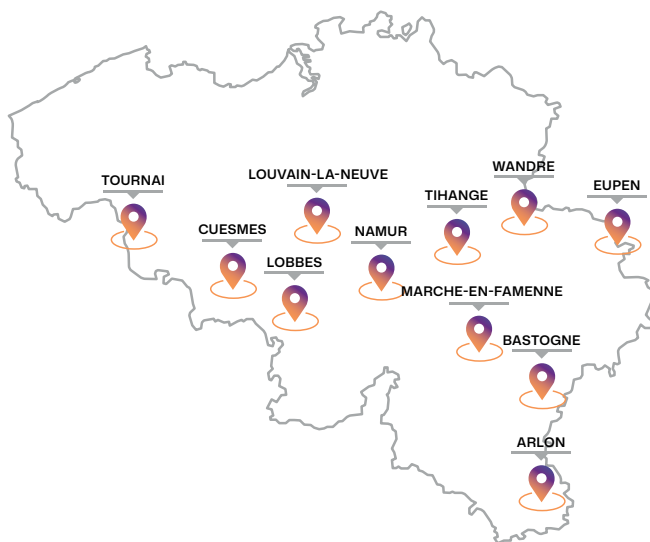 WANDRE
LOUVAIN-LA-NEUVE
TOURNAI
EUPEN
TIHANGE
CUESMES
NAMUR
LOBBES
MARCHE-EN-FAMENNE
BASTOGNE
ARLON